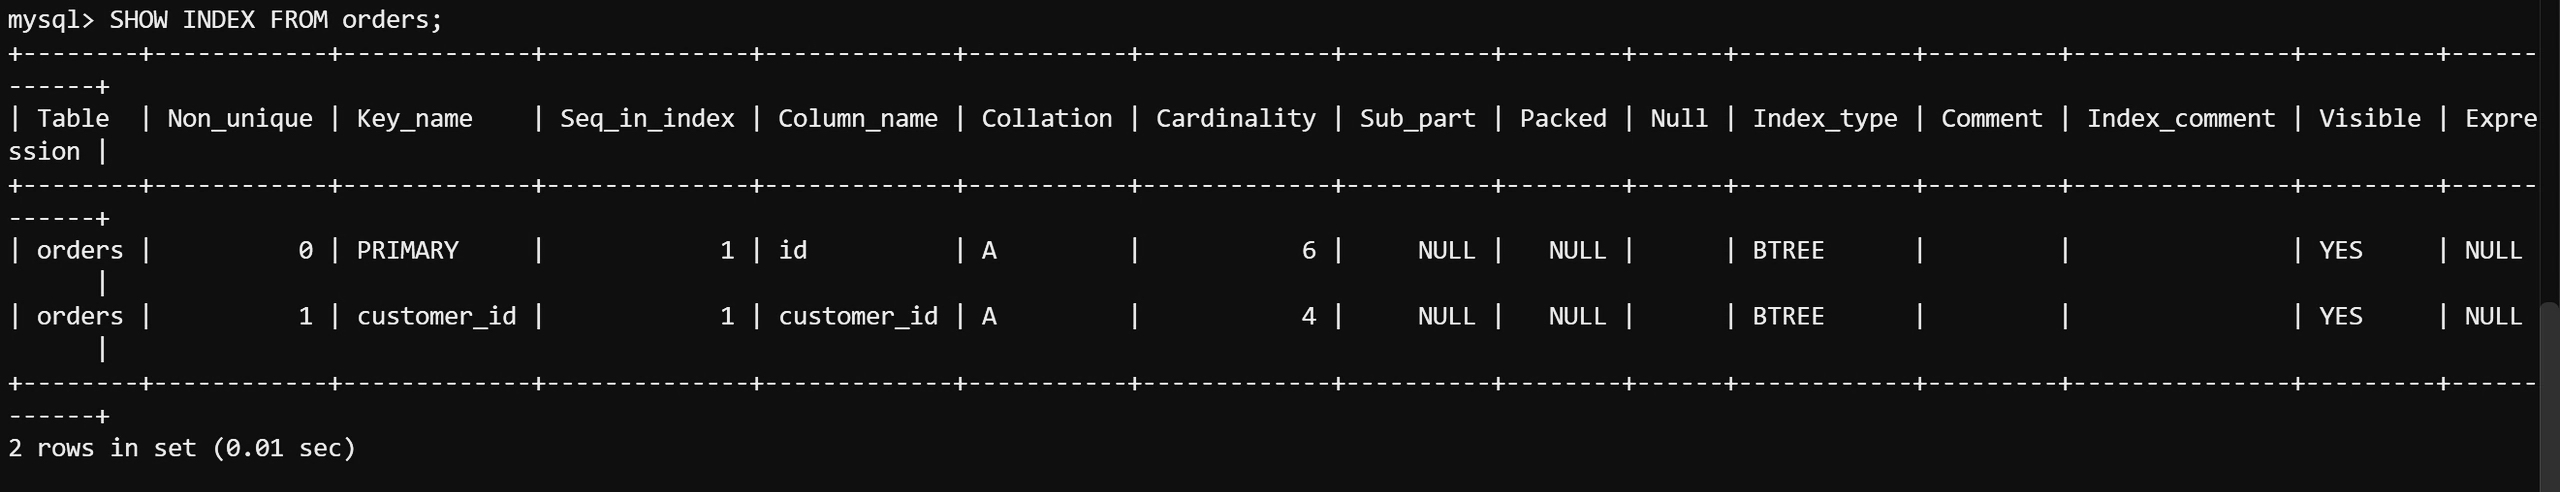 mysql> SHOW INDEX FROM orders;
+--------+------------+-------------+--------------+-------------+-----------+-------------+----------+--------+------+------------+---------+---------------+---------+------
------+
| Table  | Non_unique | Key_name    | Seq_in_index | Column_name | Collation | Cardinality | Sub_part | Packed | Null | Index_type | Comment | Index_comment | Visible | Expre
ssion |
+--------+------------+-------------+--------------+-------------+-----------+-------------+----------+--------+------+------------+---------+---------------+---------+------
------+
| orders |          0 | PRIMARY     |            1 | id          | A         |           6 |     NULL |   NULL |      | BTREE      |         |               | YES     | NULL
      |
| orders |          1 | customer_id |            1 | customer_id | A         |           4 |     NULL |   NULL |      | BTREE      |         |               | YES     | NULL
      |
+--------+------------+-------------+--------------+-------------+-----------+-------------+----------+--------+------+------------+---------+---------------+---------+------
------+
2 rows in set (0.01 sec)